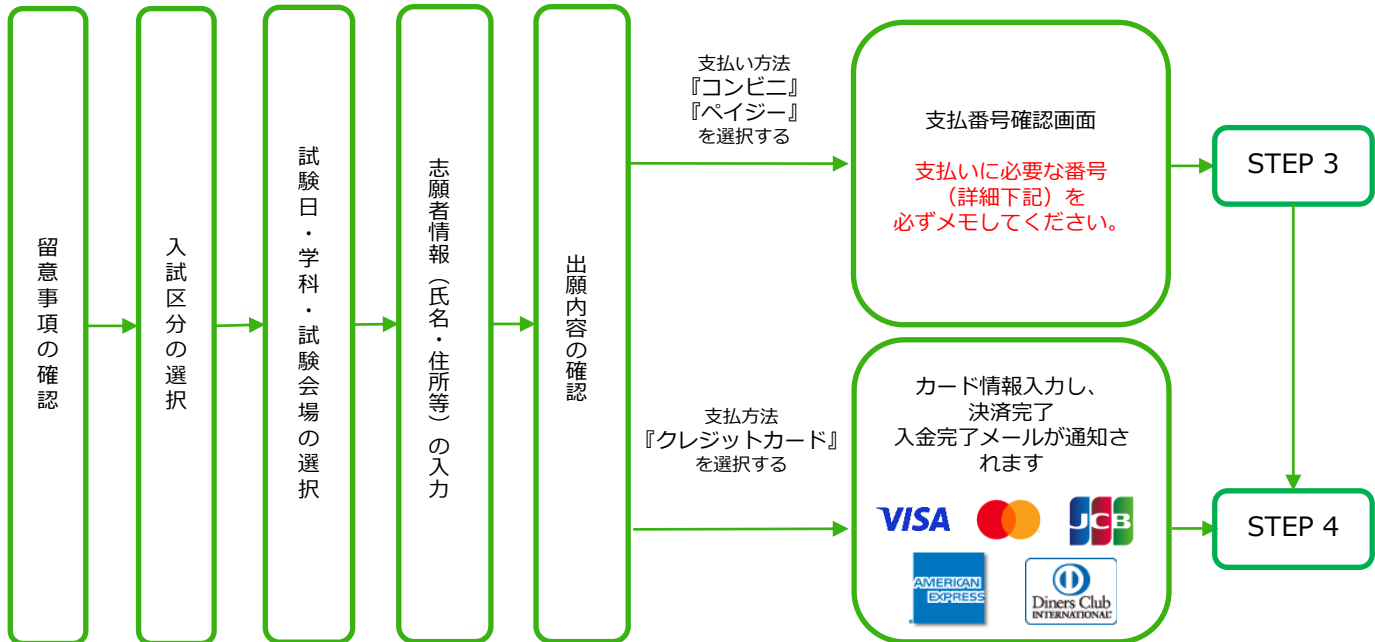 留意事項の確認
入試区分の選択
試験日・学科・試験会場の選択
志願者情報（氏名・住所等）の入力
出願内容の確認
支払い方法
『コンビニ』
『ペイジー』
を選択する
支払番号確認画面
支払いに必要な番号
（詳細下記）を
必ずメモしてください。
STEP 3
支払方法
『クレジットカード』
を選択する
カード情報入力し、
決済完了
入金完了メールが通知さ
れます
VISA
JCB
AMERICAN
EXPRESS
Diners Club
INTERNATIONAL
STEP 4